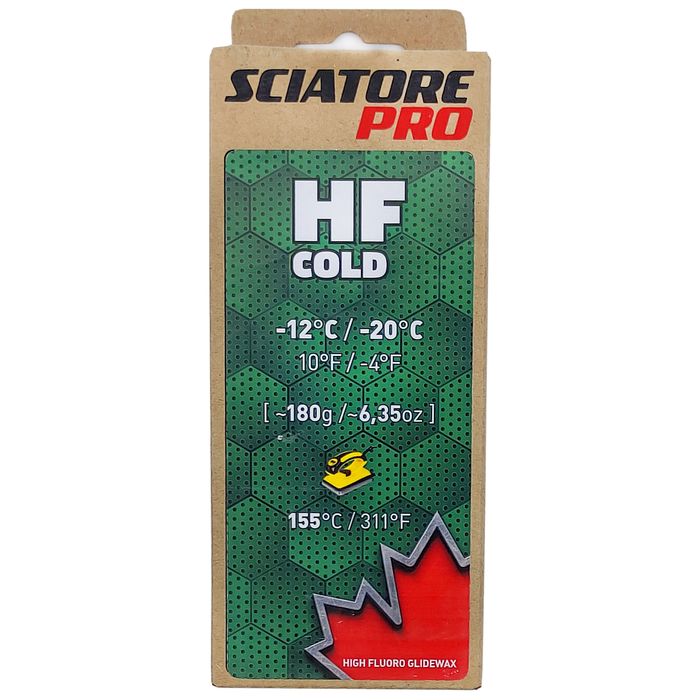 SCIATORE
PRO
HF
COLD
-12°C / -20°C
10°F / -4°F
[ ~180g /~6,35oz ]
155°C / 311°F
HIGH FLUORO GLIDEWAX